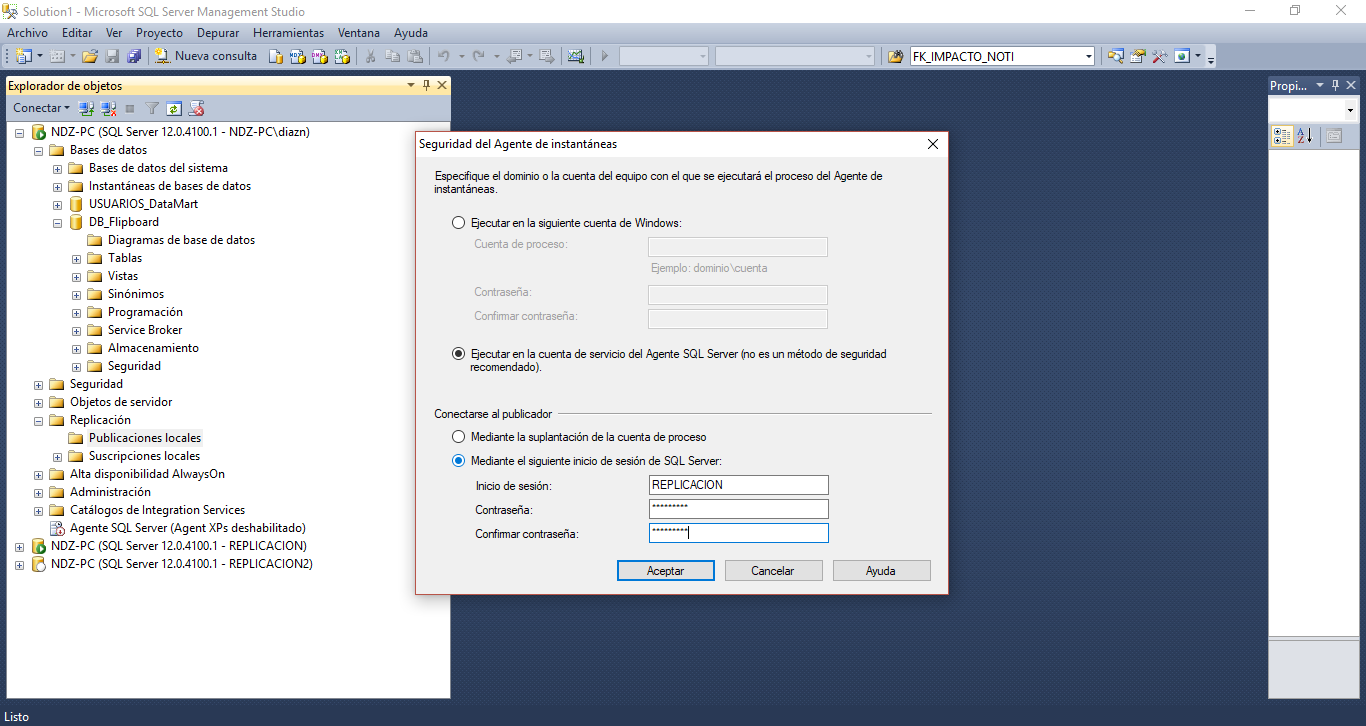 Solution1 - Microsoft SQL Server Management Studio
Archivo Editar Ver Proyecto Depurar Herramientas Ventana Ayuda
Nueva consulta
FK_IMPACTO_NOTI
Explorador de objetos
Conectar
NDZ-PC (SQL Server 12.0.4100.1 - NDZ-PC\diazn)
Bases de datos
Bases de datos del sistema
Instantáneas de bases de datos
USUARIOS_DataMart
DB_Flipboard
Diagramas de base de datos
Tablas
Vistas
Sinónimos
Programación
Service Broker
Almacenamiento
Seguridad
Seguridad
Objetos de servidor
Replicación
Publicaciones locales
Suscripciones locales
Alta disponibilidad AlwaysOn
Administración
Catálogos de Integration Services
Agente SQL Server (Agent XPs deshabilitado)
NDZ-PC (SQL Server 12.0.4100.1 - REPLICACION)
NDZ-PC (SQL Server 12.0.4100.1 - REPLICACION2)
Seguridad del Agente de instantáneas
Especifique el dominio o la cuenta del equipo con el que se ejecutará el proceso del Agente de
instantáneas.
Ejecutar en la siguiente cuenta de Windows:
Cuenta de proceso:
Ejemplo: dominio\cuenta
Contraseña:
Confirmar contraseña:
Ejecutar en la cuenta de servicio del Agente SQL Server (no es un método de seguridad
recomendado).
Conectarse al publicador
Mediante la suplantación de la cuenta de proceso
Mediante el siguiente inicio de sesión de SQL Server:
Inicio de sesión: REPLICACION
Contraseña: *********
Confirmar contraseña: *********
Aceptar Cancelar Ayuda
Propi...
Listo